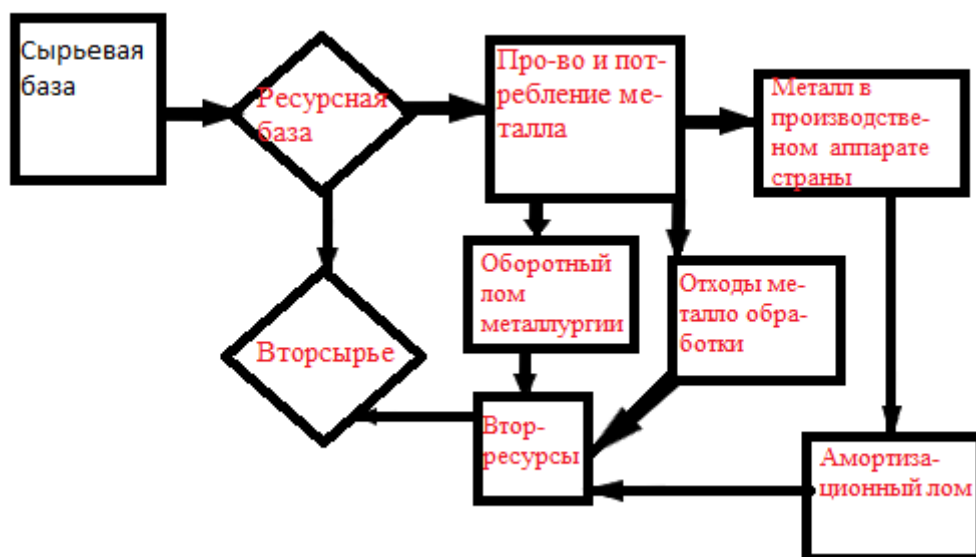 Сырьевая
база
Ресурсная
база
Про-во и пот-
ребление ме-
талла
Металл в
производстве-
ном аппарате
страны
Оборотный
лом
металлургии
Отходы ме-
талло обра-
ботки
Вторсырье
Втор-
ресурсы
Амортиза-
ционный лом